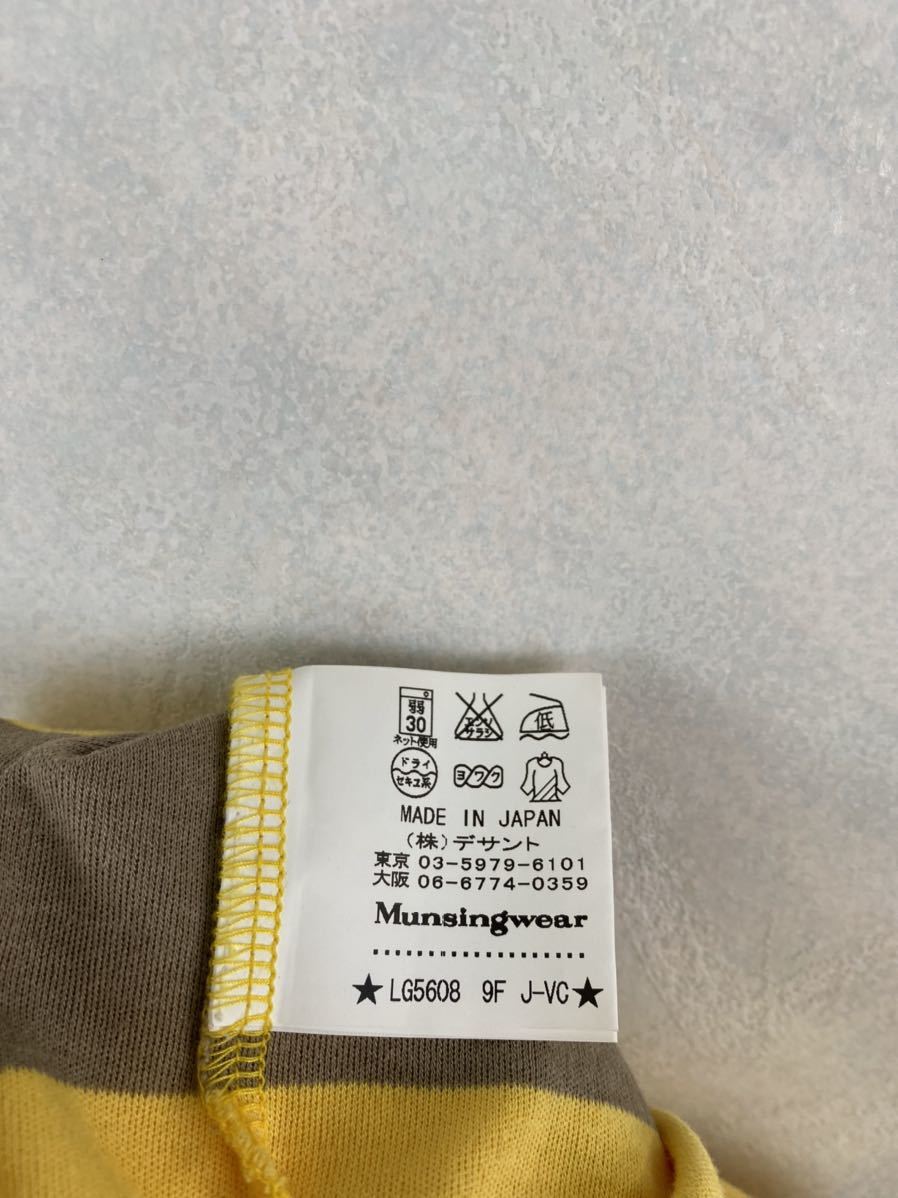 弱
30
ネット使用
エンソ
サラシ
低
ドライ
セキユ系
ヨワク
MADE IN JAPAN
(株)デサント
東京 03-5979-6101
大阪 06-6774-0359
Munsingwear
★LG5608 9F J-VC★